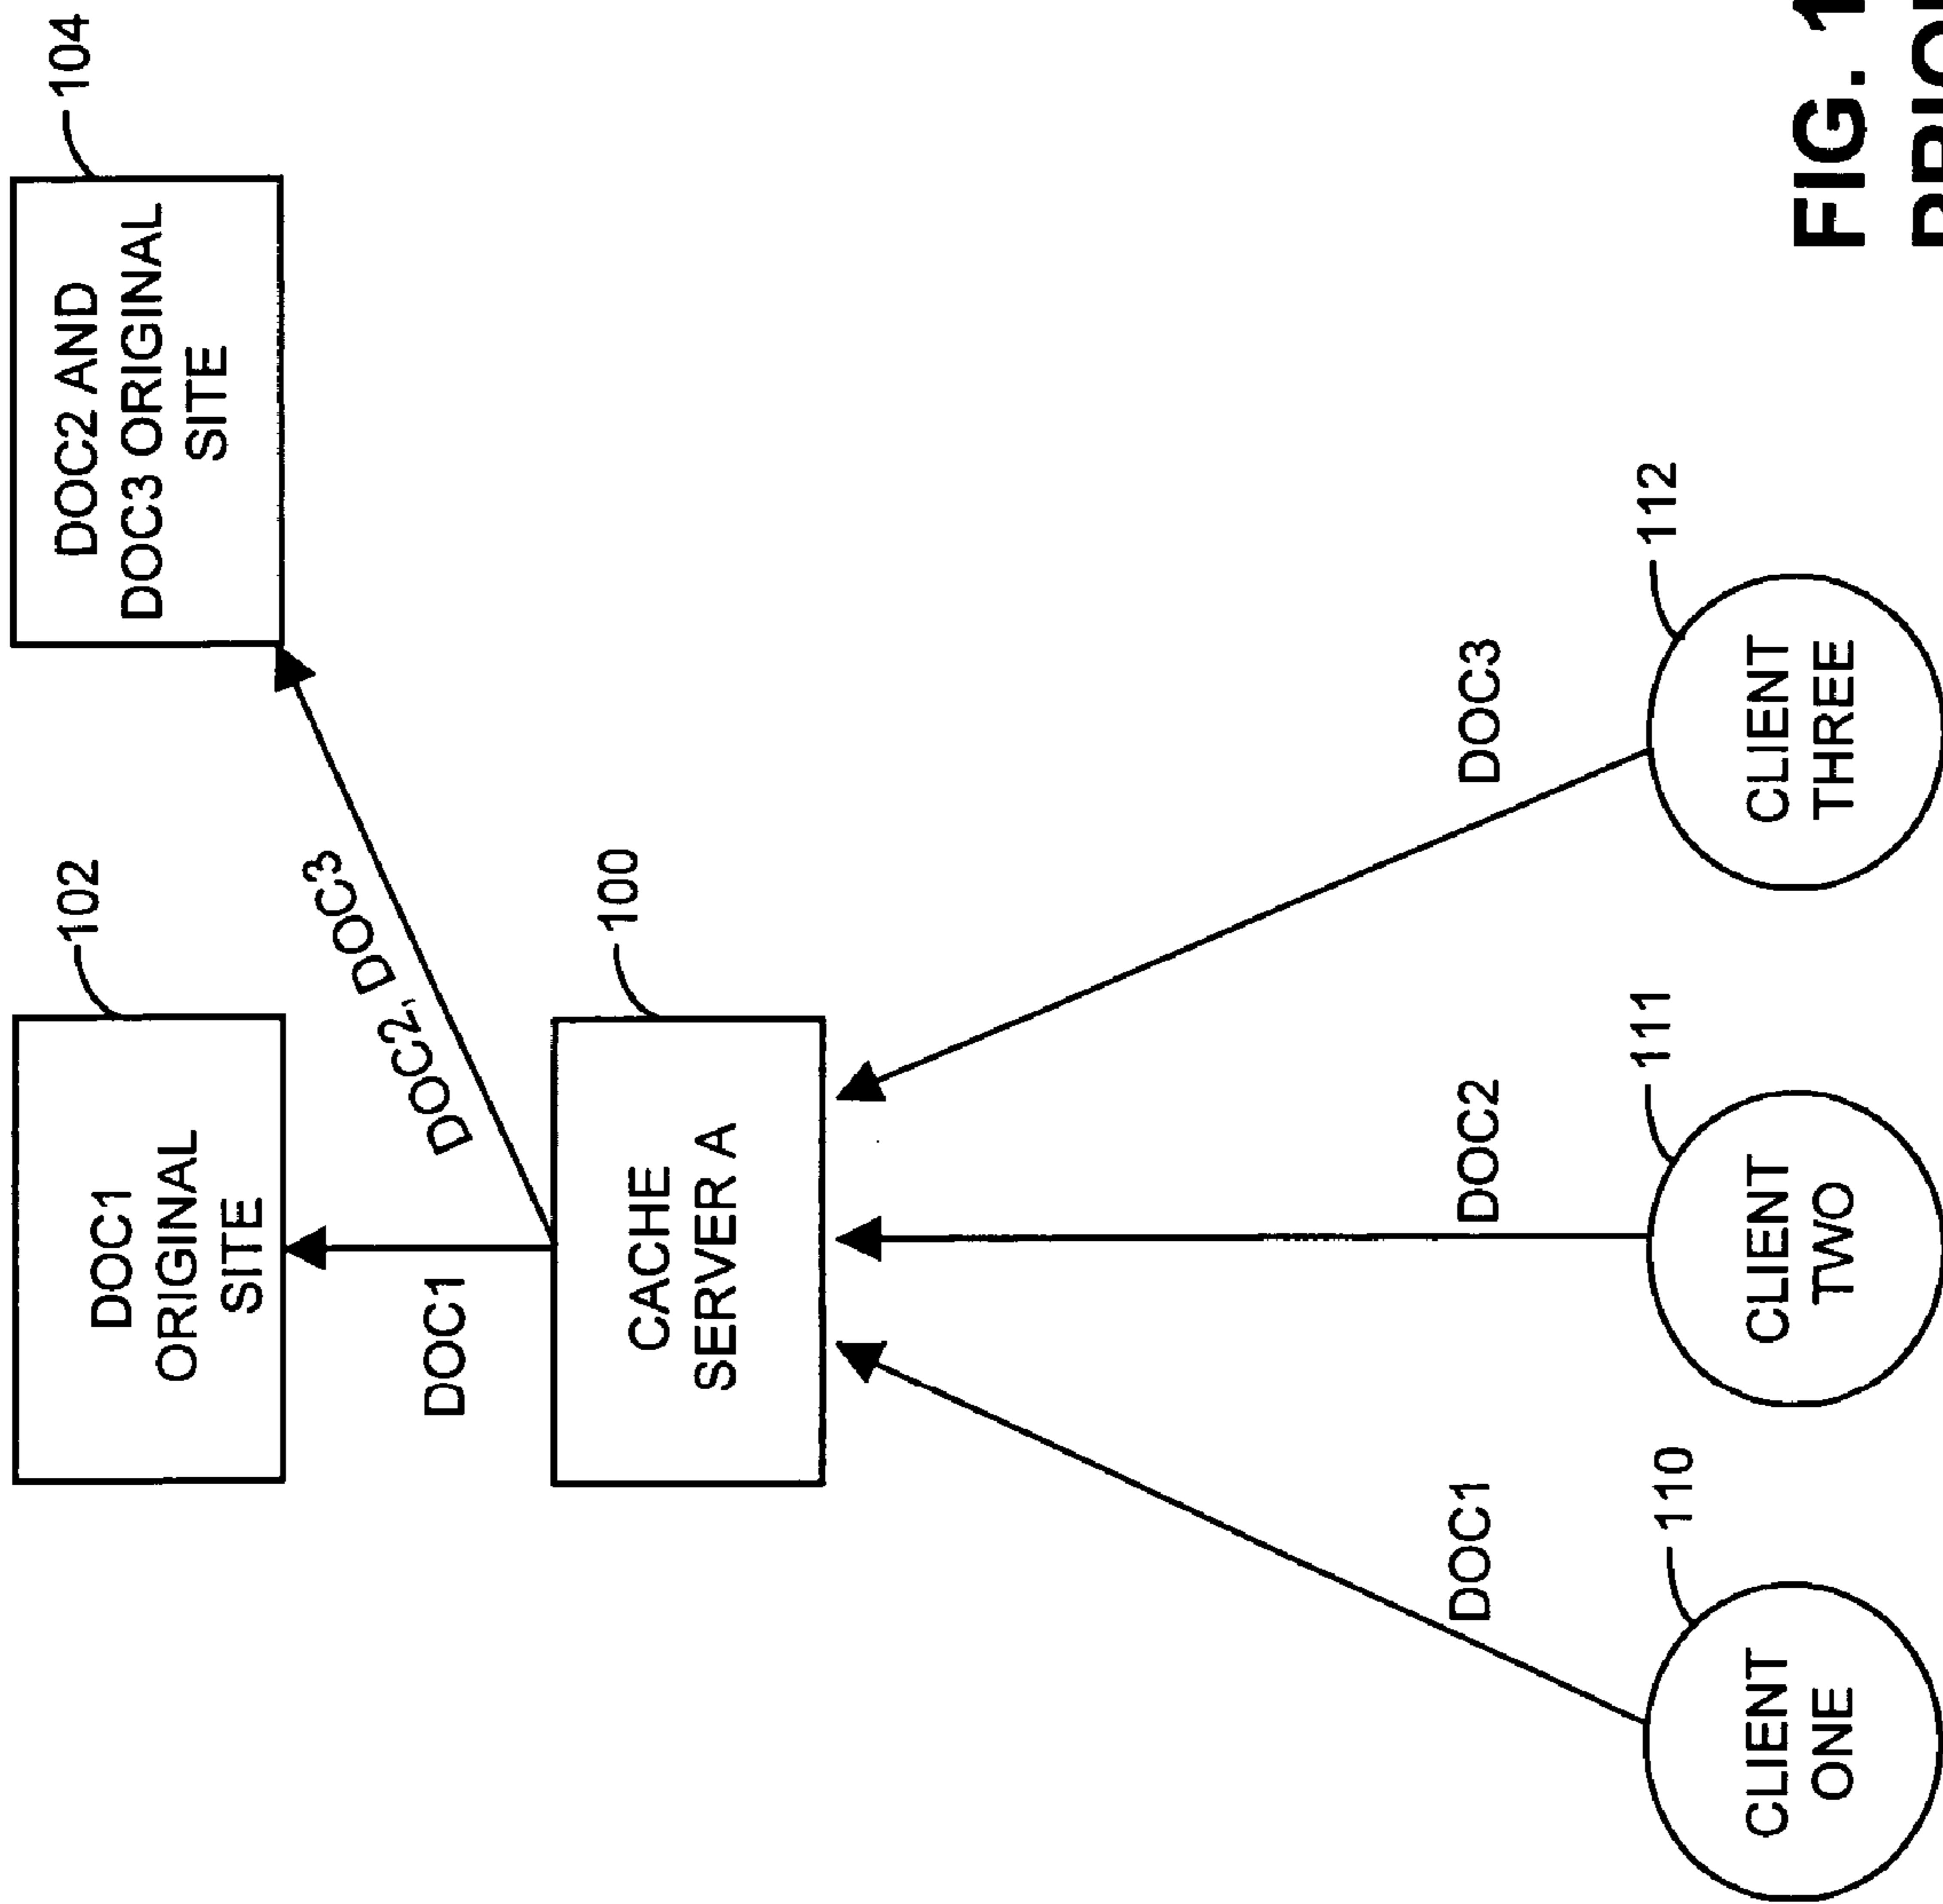 104
DOC2 AND
DOC3 ORIGINAL
SITE
102
DOC1
ORIGINAL
SITE
DOC2, DOC3
DOC1
100
CACHE
SERVER A
DOC1
DOC2
DOC3
110
CLIENT
ONE
111
CLIENT
TWO
112
CLIENT
THREE
FIG. 1